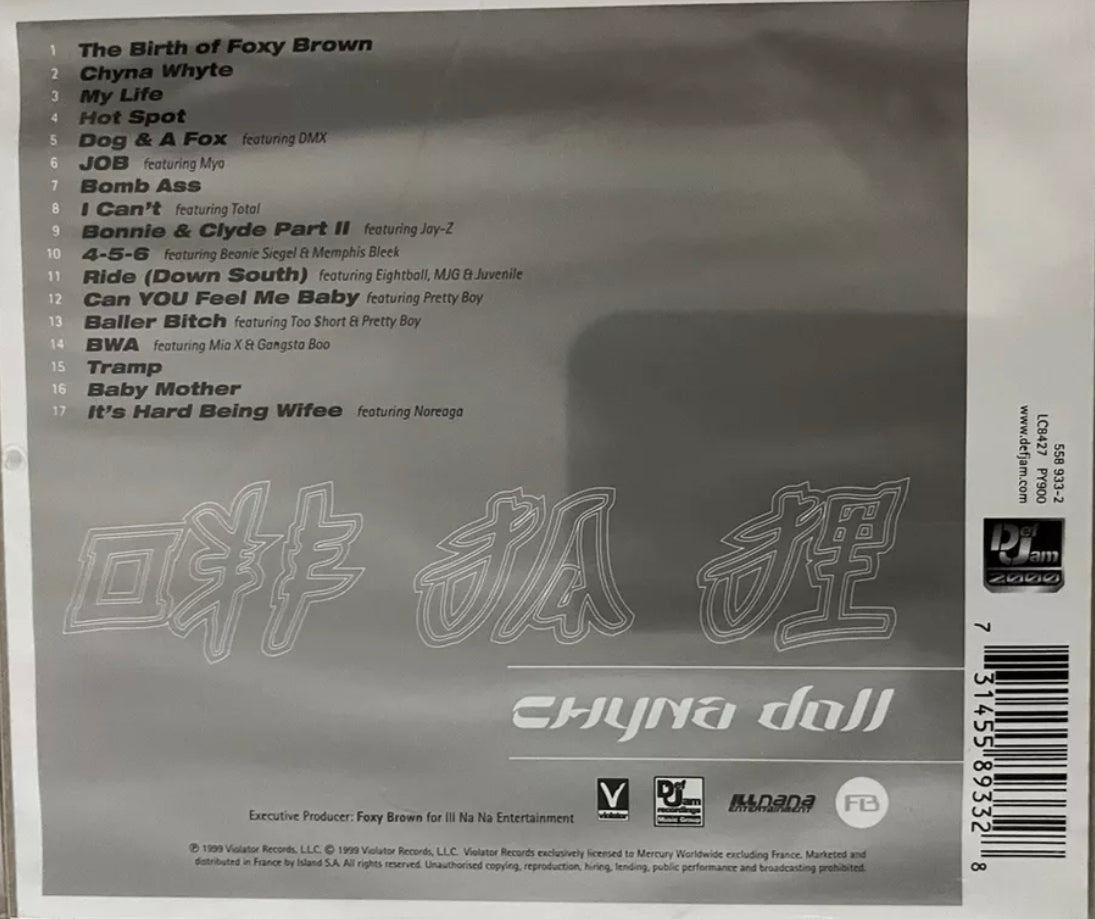 1 The Birth of Foxy Brown
2 Chyna Whyte
3 My Life
4 Hot Spot
5 Dog & A Fox featuring DMX
6 JOB featuring Mya
7 Bomb Ass
8 I Can't featuring Total
9 Bonnie & Clyde Part II featuring Jay-Z
10 4-5-6 featuring Beanie Siegel & Memphis Bleek
11 Ride (Down South) featuring Eightball, MJG & Juvenile
12 Can YOU Feel Me Baby featuring Pretty Boy
13 Baller Bitch featuring Too $hort & Pretty Boy
14 BWA featuring Mia X & Gangsta Boo
15 Tramp
16 Baby Mother
17 It's Hard Being Wifee featuring Noreaga
558 933-2
LC8427 PY900
www.defjam.com
Def Jam
2000
7 31455 89332 8
狐 狸
chyna doll
V violator
Def Jam recordings Music Group
ILL nana ENTERTAINMENT
FB
Executive Producer: Foxy Brown for Ill Na Na Entertainment
℗ 1999 Violator Records, L.L.C. © 1999 Violator Records, L.L.C. Violator Records exclusively licensed to Mercury Worldwide excluding France. Marketed and
distributed in France by Island S.A. All rights reserved. Unauthorised copying, reproduction, hiring, lending, public performance and broadcasting prohibited.